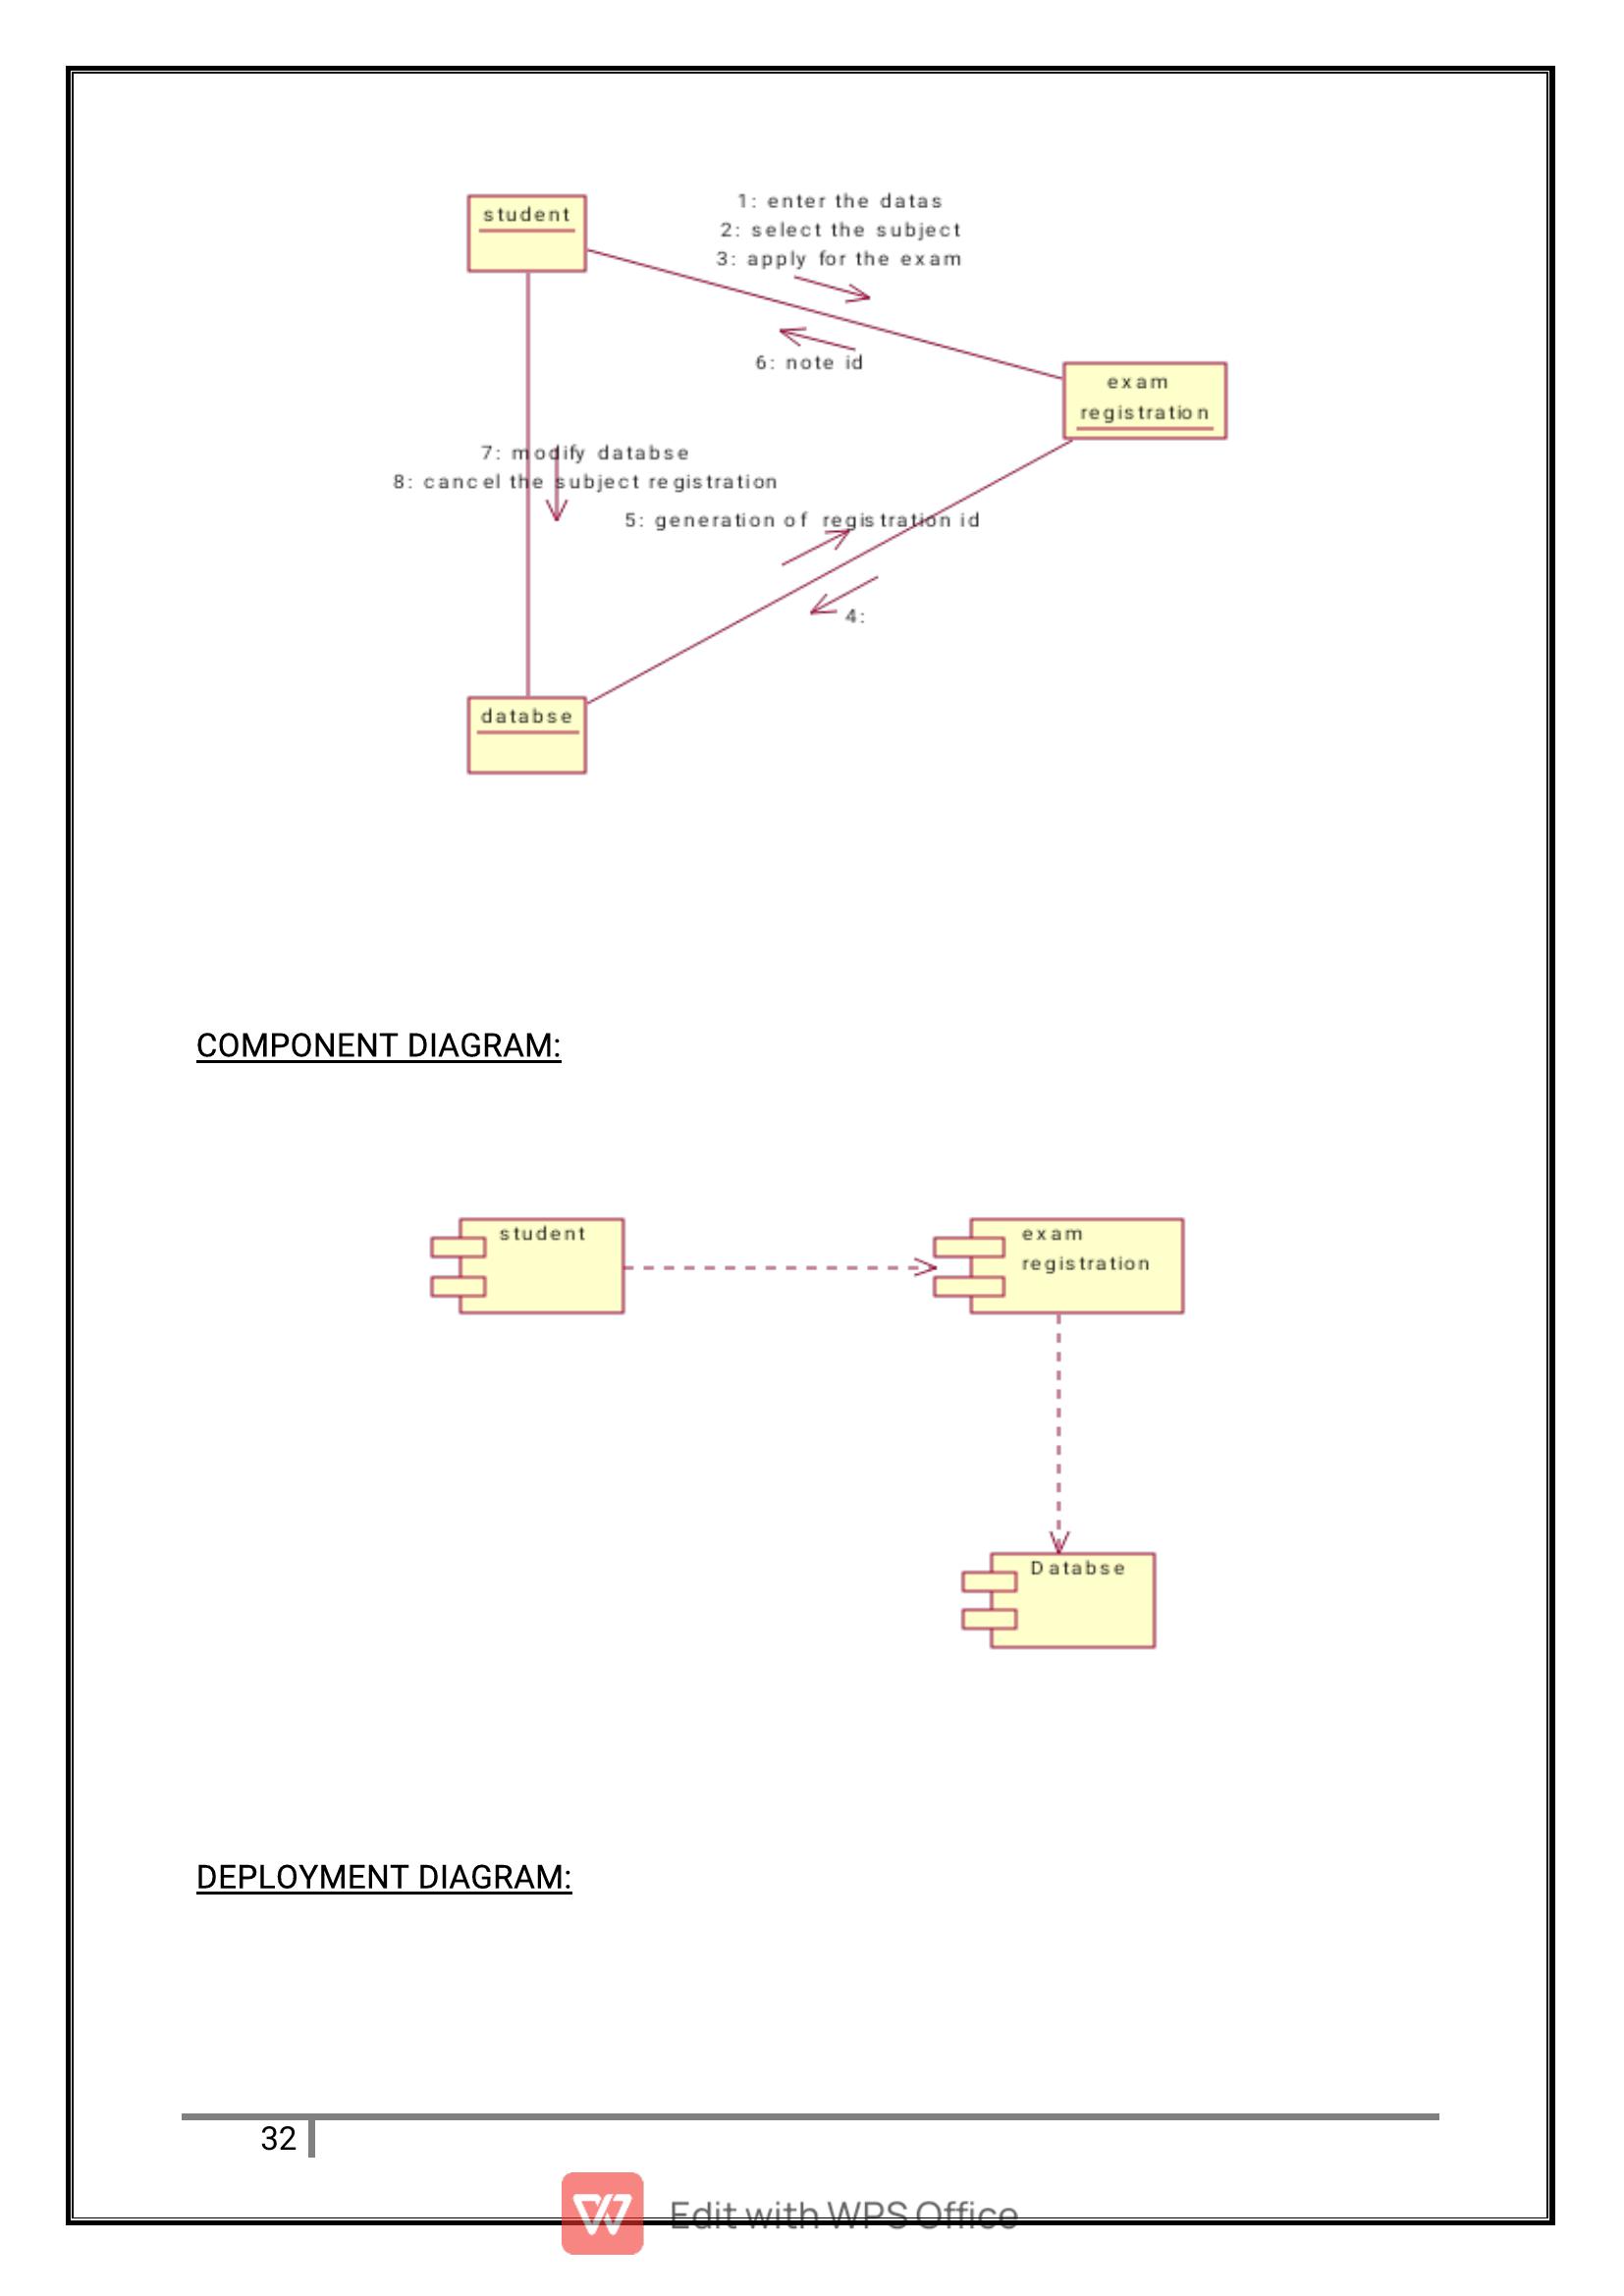 student
1: enter the datas
2: select the subject
3: apply for the exam
6: note id
exam
registration
7: modify databse
8: cancel the subject registration
5: generation of registration id
4:
databse
COMPONENT DIAGRAM:
student
exam
registration
Databse
DEPLOYMENT DIAGRAM:
32
Edit with WPS Office